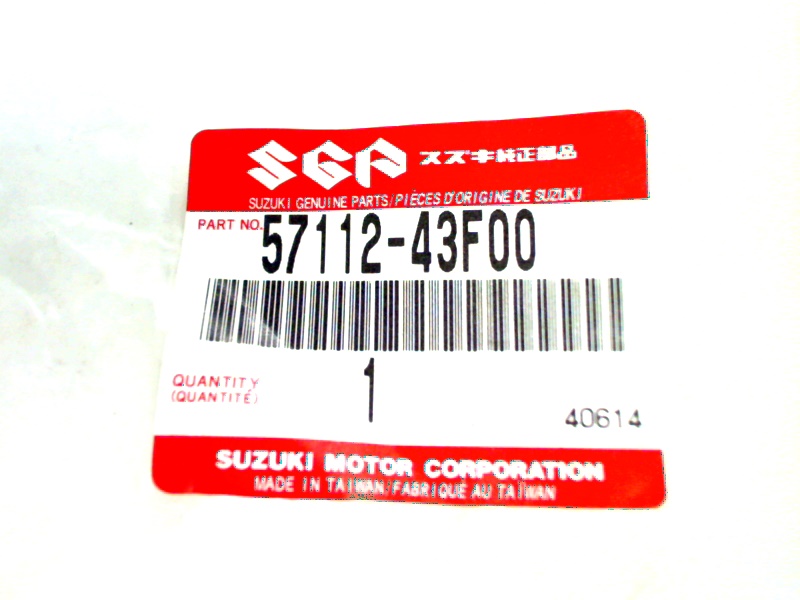 SGP スズキ純正部品
SUZUKI GENUINE PARTS/PIÈCES D'ORIGINE DE SUZUKI
PART NO. 57112-43F00
QUANTITY 1
(QUANTITÉ)
40614
SUZUKI MOTOR CORPORATION
MADE IN TAIWAN/FABRIQUE AU TAIWAN